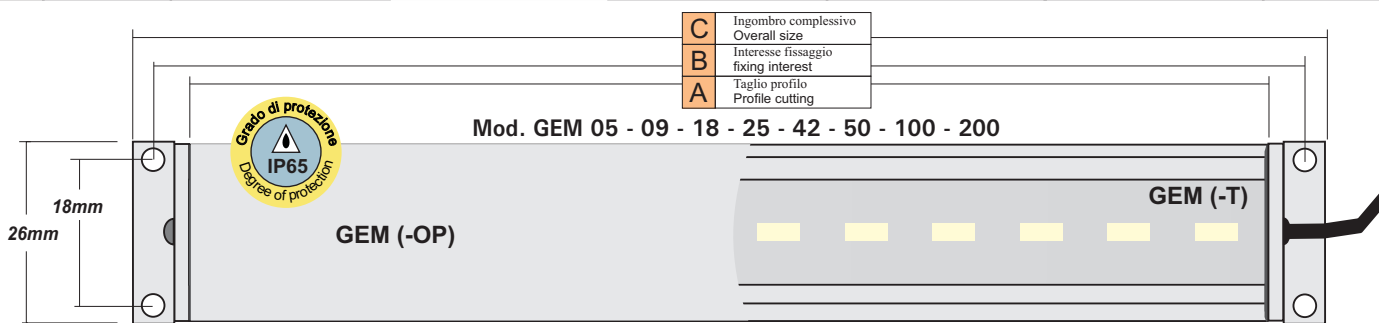 C Ingombro complessivo
Overall size
B Interesse fissaggio
fixing interest
A Taglio profilo
Profile cutting
Mod. GEM 05 - 09 - 18 - 25 - 42 - 50 - 100 - 200
Grado di protezione
IP65
Degree of protection
GEM (-T)
18mm
26mm
GEM (-OP)